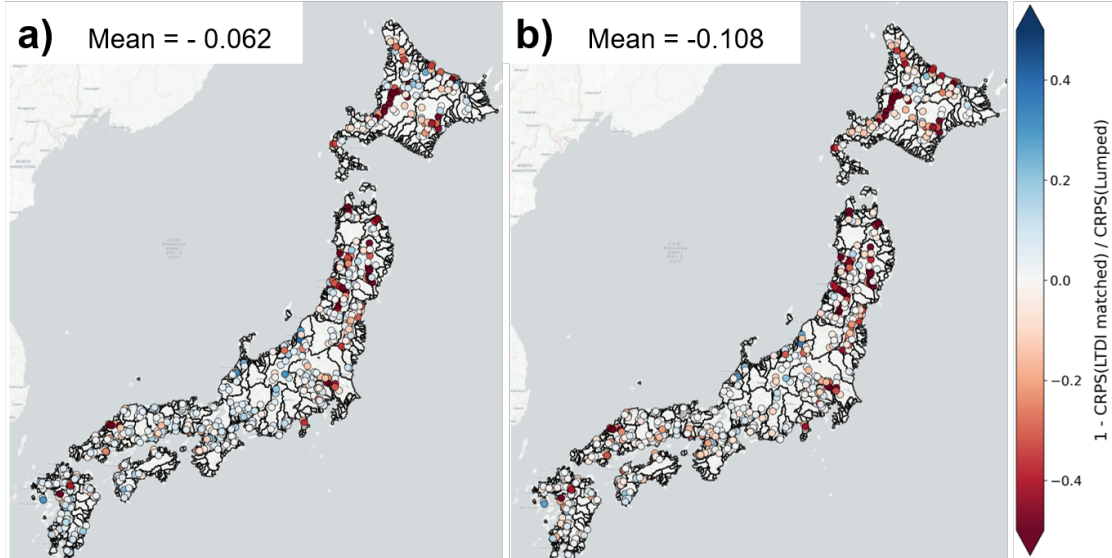 a) Mean = - 0.062
b) Mean = -0.108
0.4
0.2
0.0
−0.2
−0.4
1 - CRPS(LTDI matched) / CRPS(Lumped)
NORTH
HAMGYONG